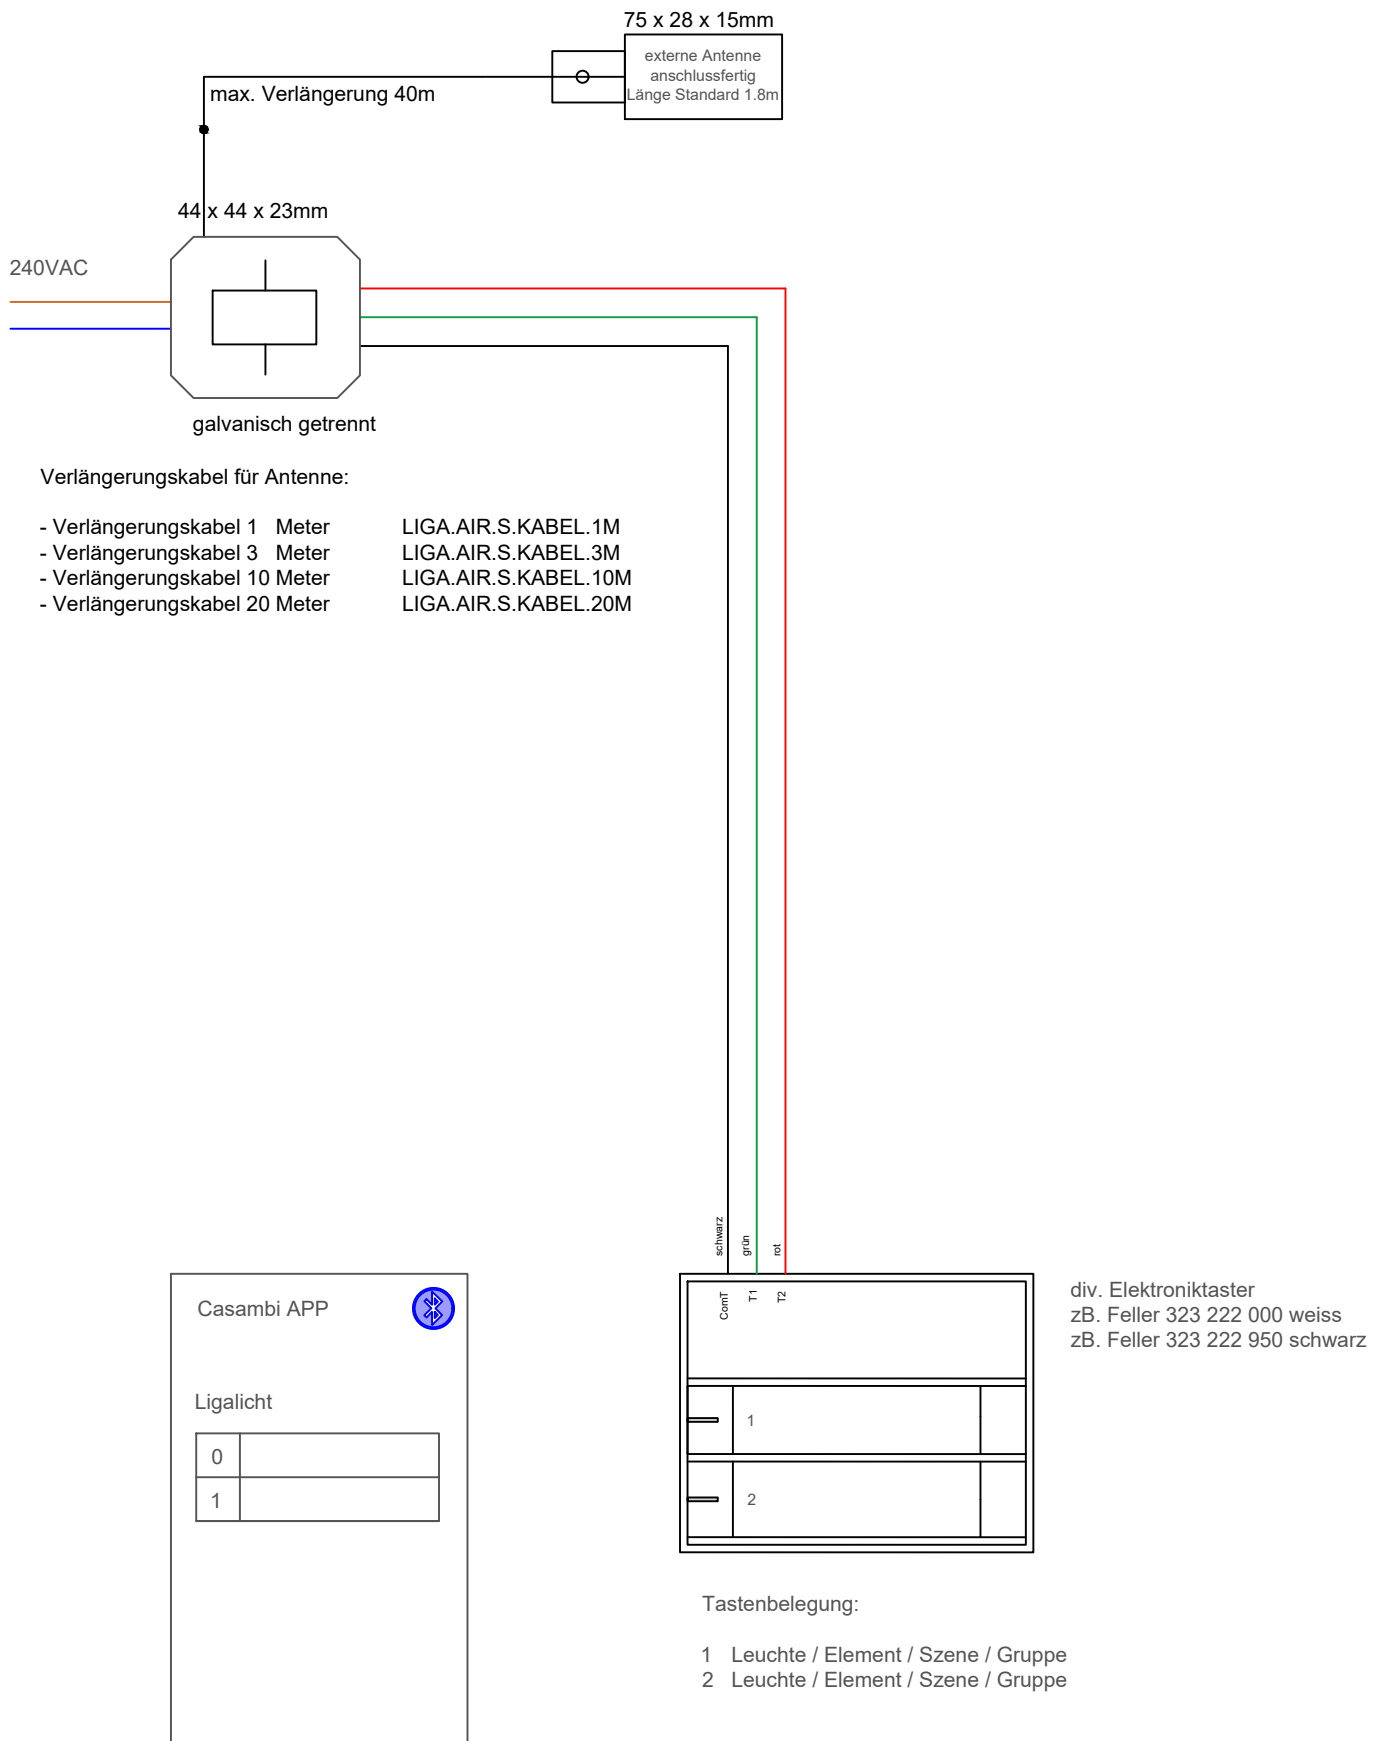 75 x 28 x 15mm
externe Antenne
anschlussfertig
Länge Standard 1.8m
max. Verlängerung 40m
44 x 44 x 23mm
240VAC
galvanisch getrennt
Verlängerungskabel für Antenne:
- Verlängerungskabel 1 Meter LIGA.AIR.S.KABEL.1M
- Verlängerungskabel 3 Meter LIGA.AIR.S.KABEL.3M
- Verlängerungskabel 10 Meter LIGA.AIR.S.KABEL.10M
- Verlängerungskabel 20 Meter LIGA.AIR.S.KABEL.20M
schwarz
grün
rot
ComT
T1
T2
div. Elektroniktaster
zB. Feller 323 222 000 weiss
zB. Feller 323 222 950 schwarz
Casambi APP
Ligalicht
0
1
1
2
Tastenbelegung:
1 Leuchte / Element / Szene / Gruppe
2 Leuchte / Element / Szene / Gruppe